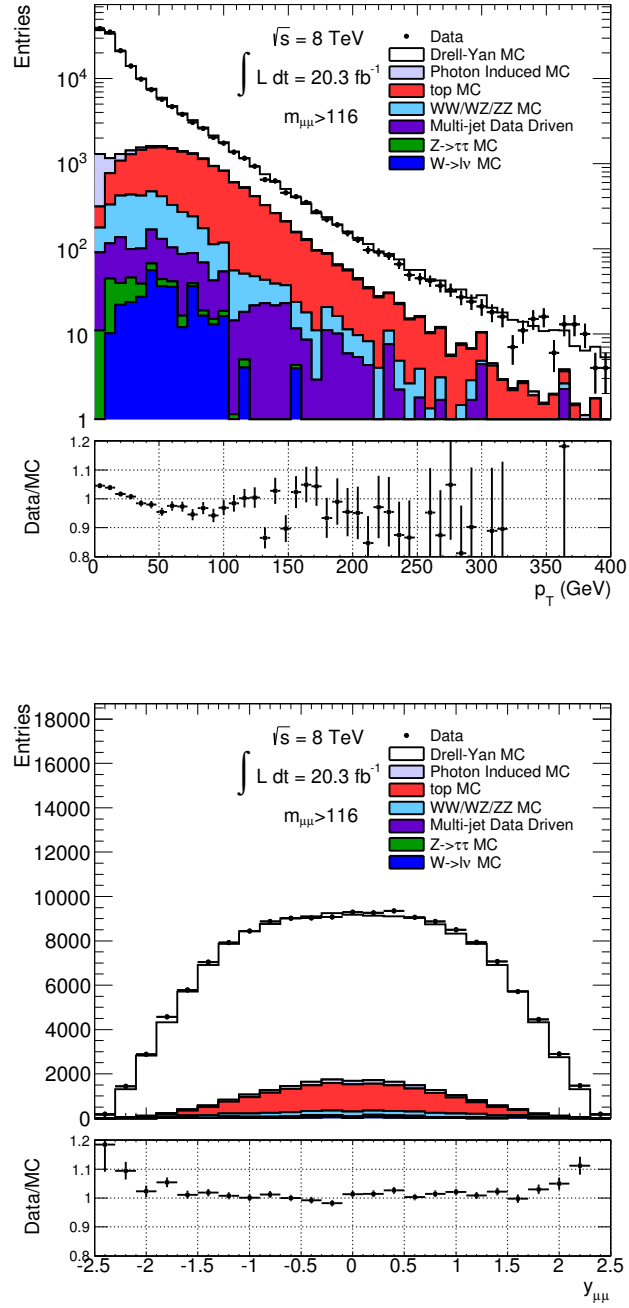 Entries
10⁴
10³
10²
10
1
√s = 8 TeV
∫ L dt = 20.3 fb⁻¹
m_μμ>116
Data
Drell-Yan MC
Photon Induced MC
top MC
WW/WZ/ZZ MC
Multi-jet Data Driven
Z->ττ MC
W->lν MC
Data/MC
1.2
1.1
1.0
0.9
0.8
0 50 100 150 200 250 300 350 400
p_T (GeV)
Entries
18000
16000
14000
12000
10000
8000
6000
4000
2000
0
√s = 8 TeV
∫ L dt = 20.3 fb⁻¹
m_μμ>116
Data
Drell-Yan MC
Photon Induced MC
top MC
WW/WZ/ZZ MC
Multi-jet Data Driven
Z->ττ MC
W->lν MC
Data/MC
1.2
1.1
1.0
0.9
0.8
-2.5 -2 -1.5 -1 -0.5 0 0.5 1 1.5 2 2.5
y_μμ